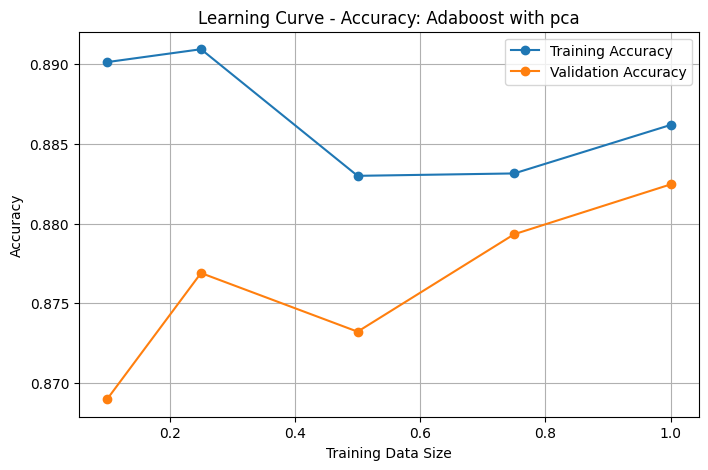 Learning Curve - Accuracy: Adaboost with pca
Training Accuracy
Validation Accuracy
Accuracy
0.890
0.885
0.880
0.875
0.870
0.2
0.4
0.6
0.8
1.0
Training Data Size